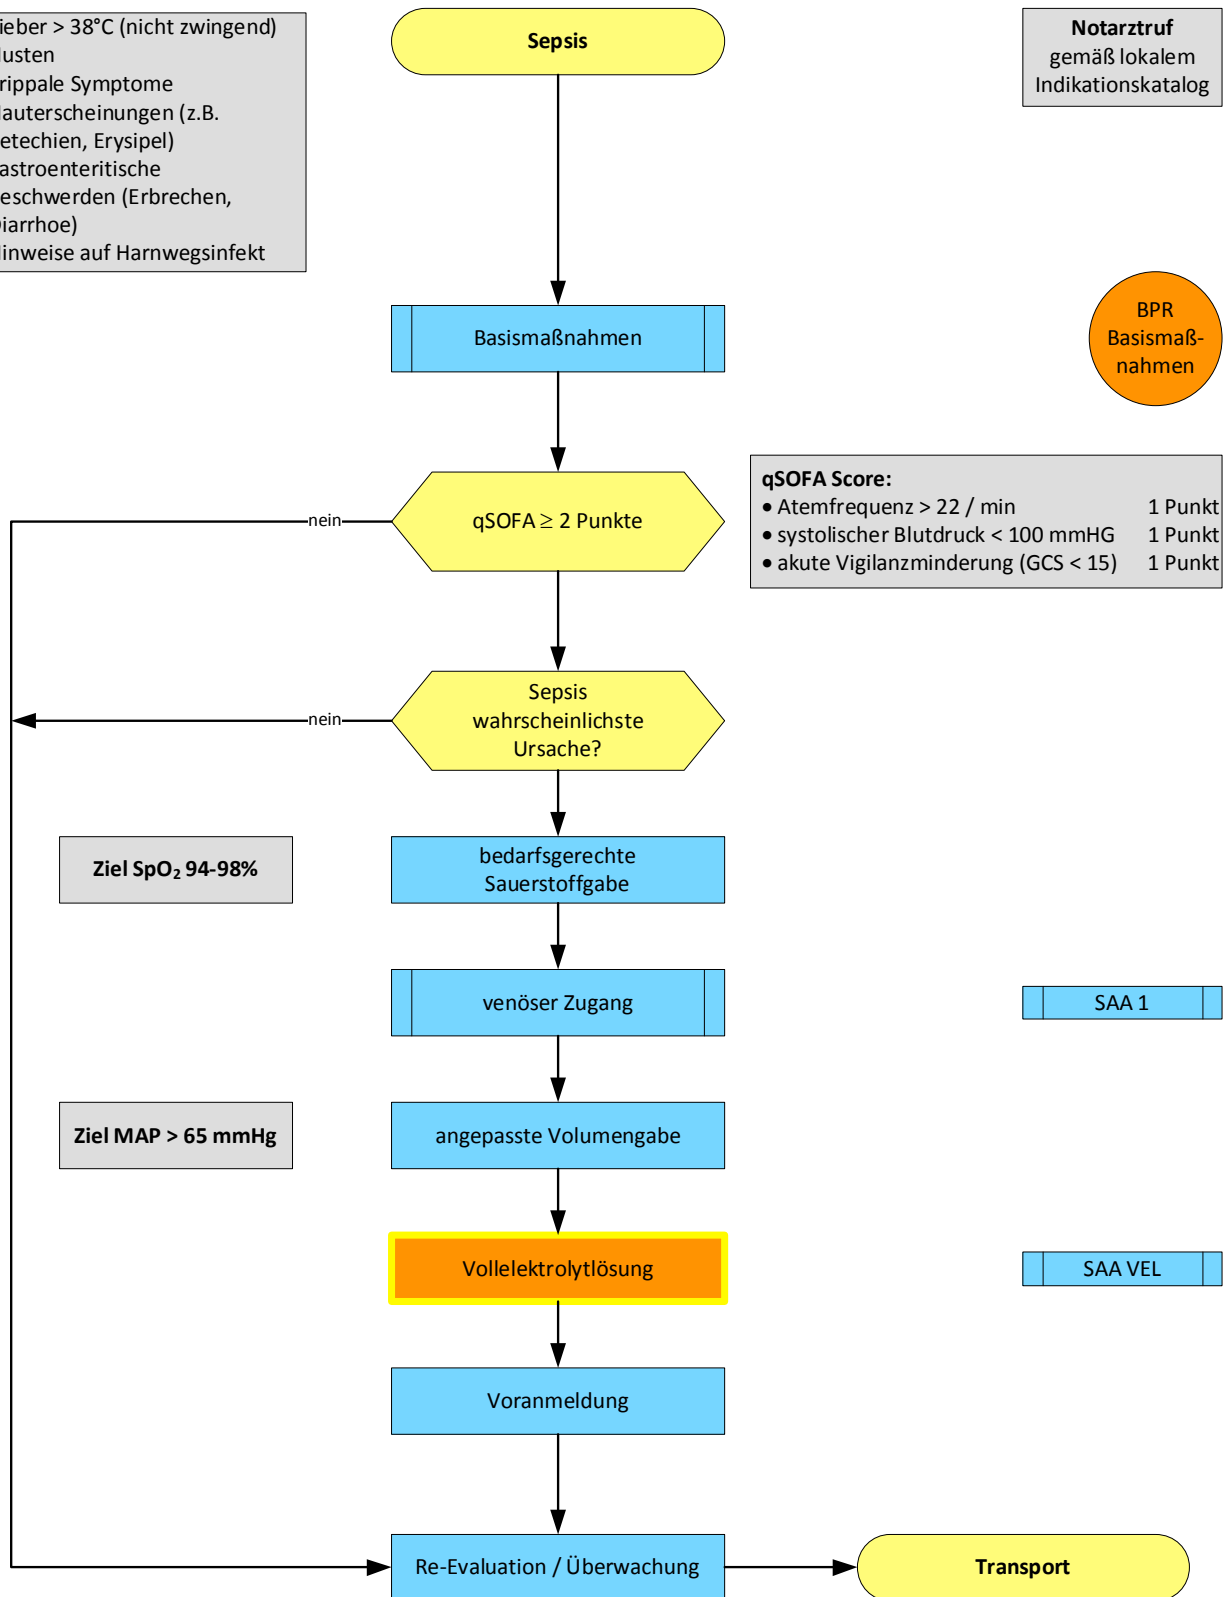 ieber > 38°C (nicht zwingend)
usten
rippale Symptome
auterscheinungen (z.B.
etechien, Erysipel)
astroenteritische
eschwerden (Erbrechen,
iarrhoe)
inweise auf Harnwegsinfekt
Sepsis
Notarztruf
gemäß lokalem
Indikationskatalog
Basismaßnahmen
BPR
Basismaß-
nahmen
qSOFA ≥ 2 Punkte
nein
qSOFA Score:
• Atemfrequenz > 22 / min 1 Punkt
• systolischer Blutdruck < 100 mmHG 1 Punkt
• akute Vigilanzminderung (GCS < 15) 1 Punkt
Sepsis
wahrscheinlichste
Ursache?
nein
Ziel SpO₂ 94-98%
bedarfsgerechte
Sauerstoffgabe
venöser Zugang
SAA 1
Ziel MAP > 65 mmHg
angepasste Volumengabe
Vollelektrolytlösung
SAA VEL
Voranmeldung
Re-Evaluation / Überwachung
Transport